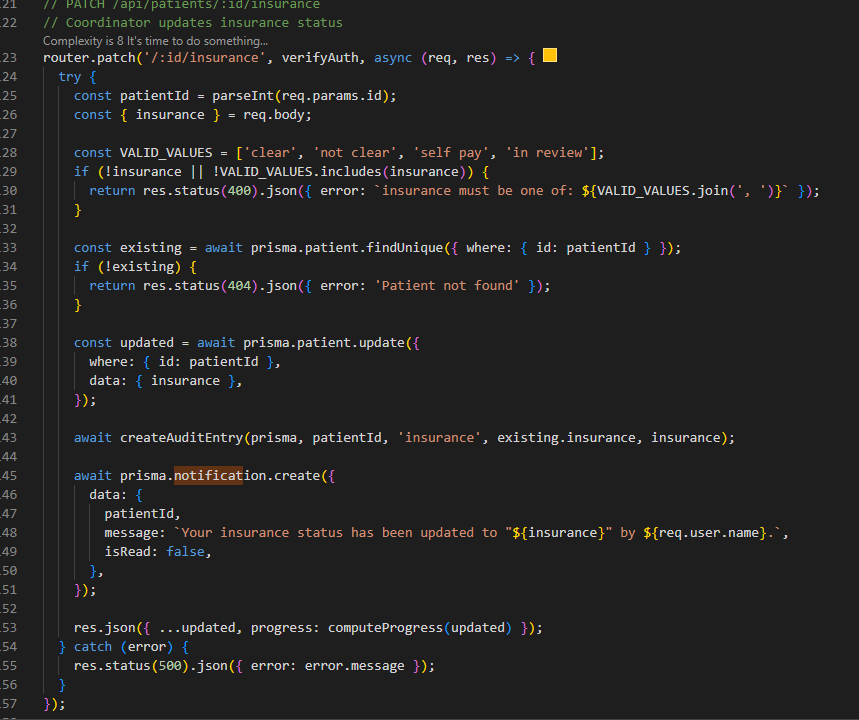 21 // PATCH /api/patients/:id/insurance
22 // Coordinator updates insurance status
Complexity is 8 It's time to do something...
23 router.patch('/:id/insurance', verifyAuth, async (req, res) => {
24 try {
25 const patientId = parseInt(req.params.id);
26 const { insurance } = req.body;
27
28 const VALID_VALUES = ['clear', 'not clear', 'self pay', 'in review'];
29 if (!insurance || !VALID_VALUES.includes(insurance)) {
30 return res.status(400).json({ error: `insurance must be one of: ${VALID_VALUES.join(', ')}` });
31 }
32
33 const existing = await prisma.patient.findUnique({ where: { id: patientId } });
34 if (!existing) {
35 return res.status(404).json({ error: 'Patient not found' });
36 }
37
38 const updated = await prisma.patient.update({
39 where: { id: patientId },
40 data: { insurance },
41 });
42
43 await createAuditEntry(prisma, patientId, 'insurance', existing.insurance, insurance);
44
45 await prisma.notification.create({
46 data: {
47 patientId,
48 message: `Your insurance status has been updated to "${insurance}" by ${req.user.name}.`,
49 isRead: false,
50 },
51 });
52
53 res.json({ ...updated, progress: computeProgress(updated) });
54 } catch (error) {
55 res.status(500).json({ error: error.message });
56 }
57 });